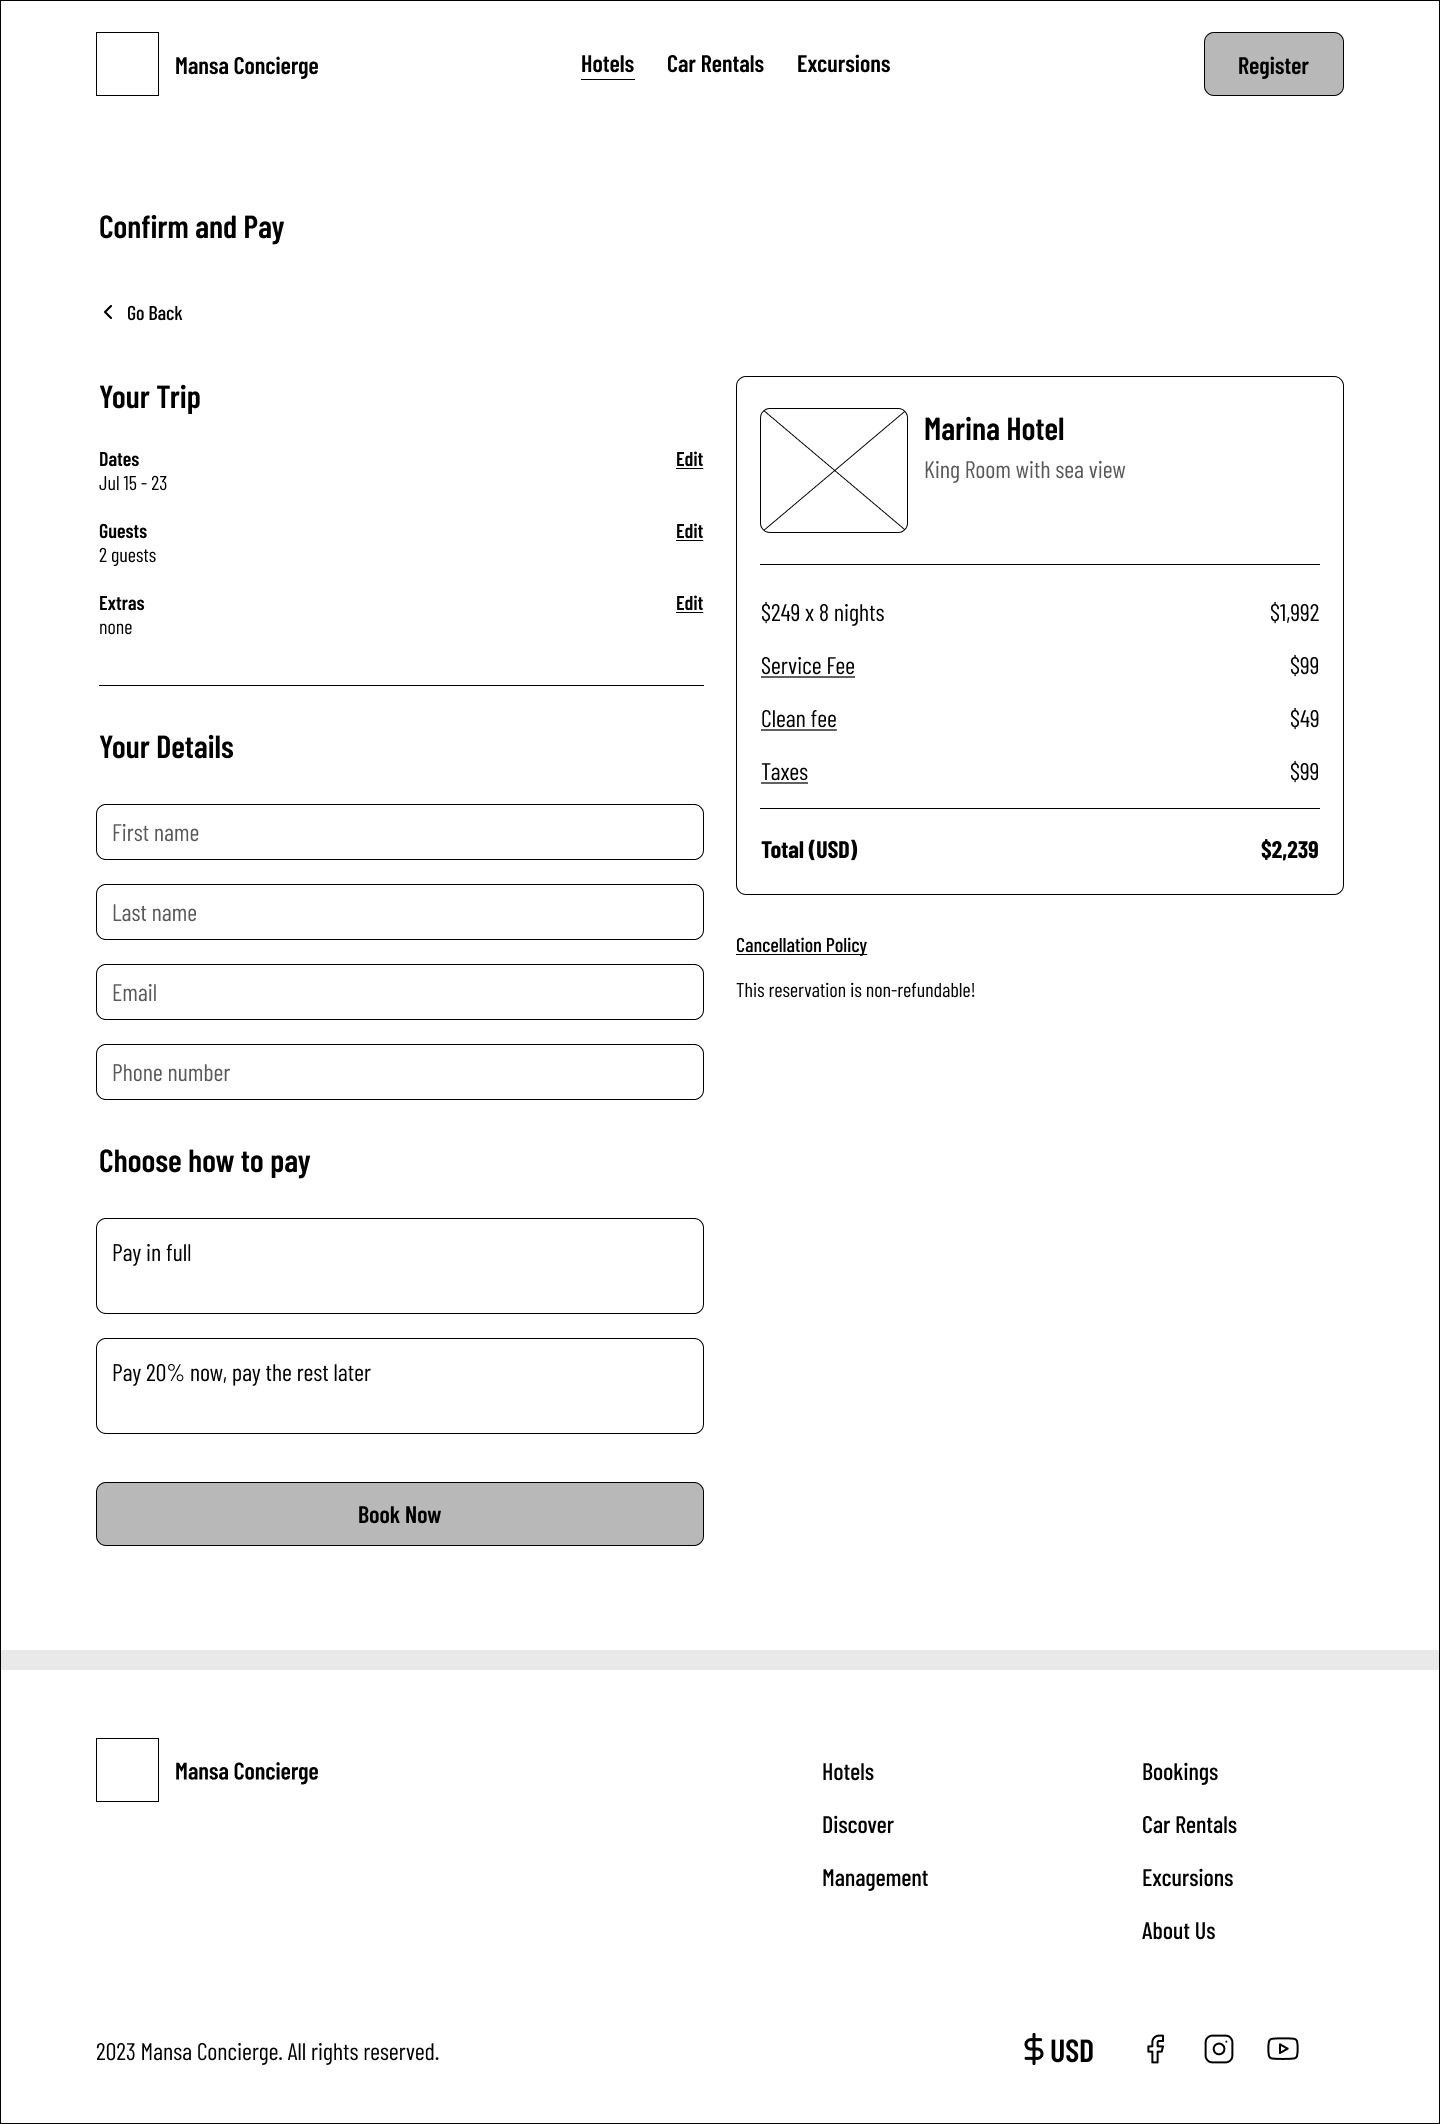 Mansa Concierge
Hotels
Car Rentals
Excursions
Register
Confirm and Pay
Go Back
Your Trip
Dates
Edit
Jul 15 - 23
Guests
Edit
2 guests
Extras
Edit
none
Your Details
First name
Last name
Email
Phone number
Choose how to pay
Pay in full
Pay 20% now, pay the rest later
Book Now
Marina Hotel
King Room with sea view
$249 x 8 nights $1,992
Service Fee $99
Clean fee $49
Taxes $99
Total (USD) $2,239
Cancellation Policy
This reservation is non-refundable!
Mansa Concierge
Hotels
Discover
Management
Bookings
Car Rentals
Excursions
About Us
2023 Mansa Concierge. All rights reserved.
$ USD